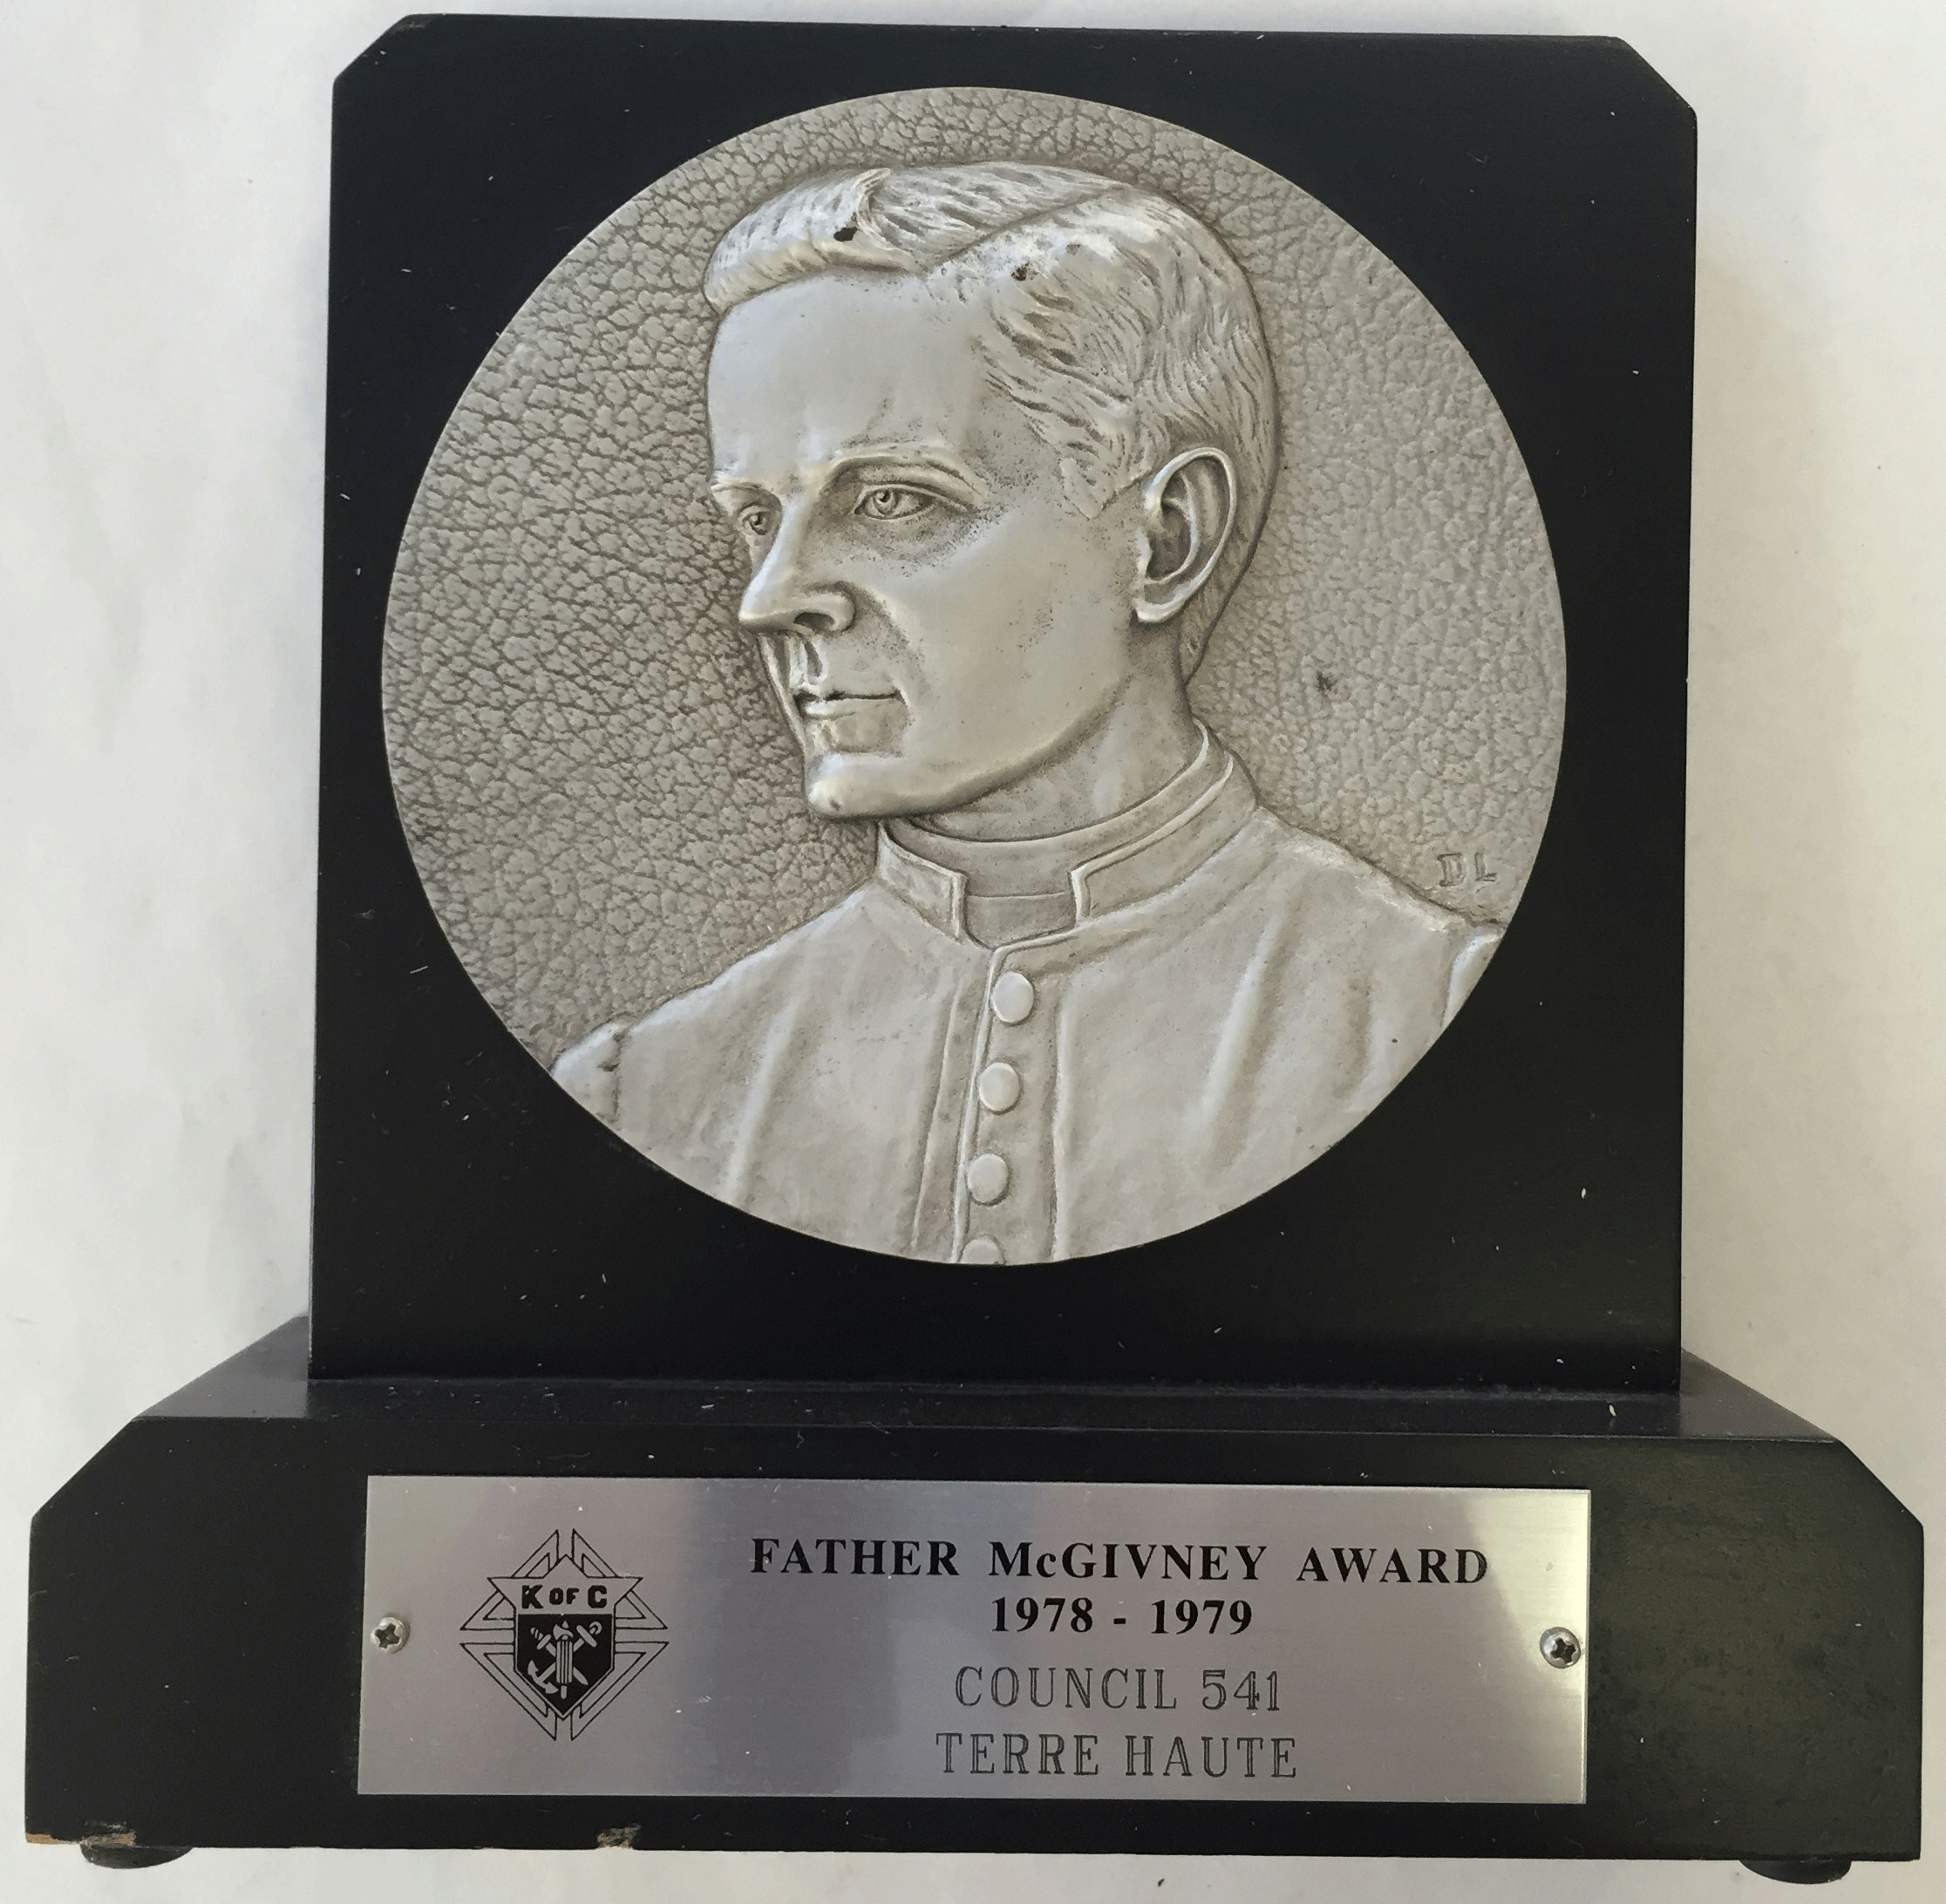 DL
K OF C
FATHER McGIVNEY AWARD
1978 - 1979
COUNCIL 541
TERRE HAUTE